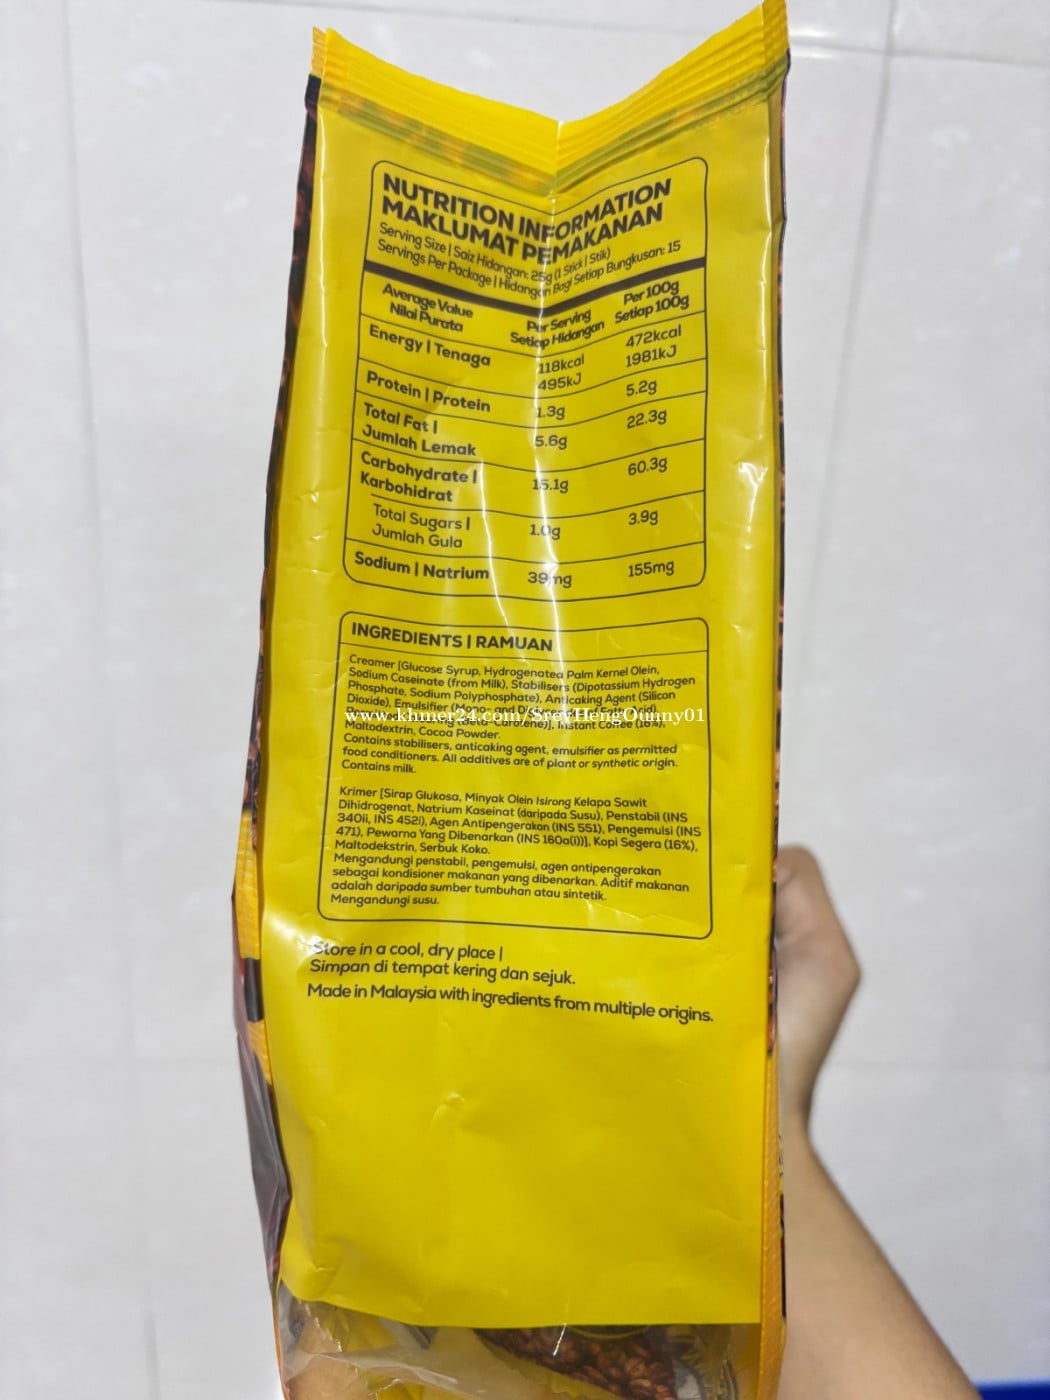 NUTRITION INFORMATION
MAKLUMAT PEMAKANAN
Serving Size | Saiz Hidangan: 25g (1 Stick | Stik)
Servings Per Package | Hidangan Bagi Setiap Bungkusan: 15
Average Value Per Serving Per 100g
Nilai Purata Setiap Hidangan Setiap 100g
Energy | Tenaga 118kcal 472kcal
495kJ 1981kJ
Protein | Protein 1.3g 5.2g
Total Fat | 5.6g 22.3g
Jumlah Lemak
Carbohydrate | 15.1g 60.3g
Karbohidrat
Total Sugars | 1.0g 3.9g
Jumlah Gula
Sodium | Natrium 39mg 155mg
INGREDIENTS | RAMUAN
Creamer [Glucose Syrup, Hydrogenated Palm Kernel Olein,
Sodium Caseinate (from Milk), Stabilisers (Dipotassium Hydrogen
Phosphate, Sodium Polyphosphate), Anticaking Agent (Silicon
Dioxide), Emulsifier (Mono- and of Fatty Acid),
www.khmer24.com/SreyHengOunny01
(Beta-Carotene)], Instant Coffee (16%),
Maltodextrin, Cocoa Powder.
Contains stabilisers, anticaking agent, emulsifier as permitted
food conditioners. All additives are of plant or synthetic origin.
Contains milk.
Krimer [Sirap Glukosa, Minyak Olein Isirong Kelapa Sawit
Dihidrogenat, Natrium Kaseinat (daripada Susu), Penstabil (INS
340ii, INS 452i), Agen Antipengerakan (INS 551), Pengemulsi (INS
471), Pewarna Yang Dibenarkan (INS 160a(i))], Kopi Segera (16%),
Maltodekstrin, Serbuk Koko.
Mengandungi penstabil, pengemulsi, agen antipengerakan
sebagai kondisioner makanan yang dibenarkan. Aditif makanan
adalah daripada sumber tumbuhan atau sintetik.
Mengandungi susu.
Store in a cool, dry place |
Simpan di tempat kering dan sejuk.
Made in Malaysia with ingredients from multiple origins.